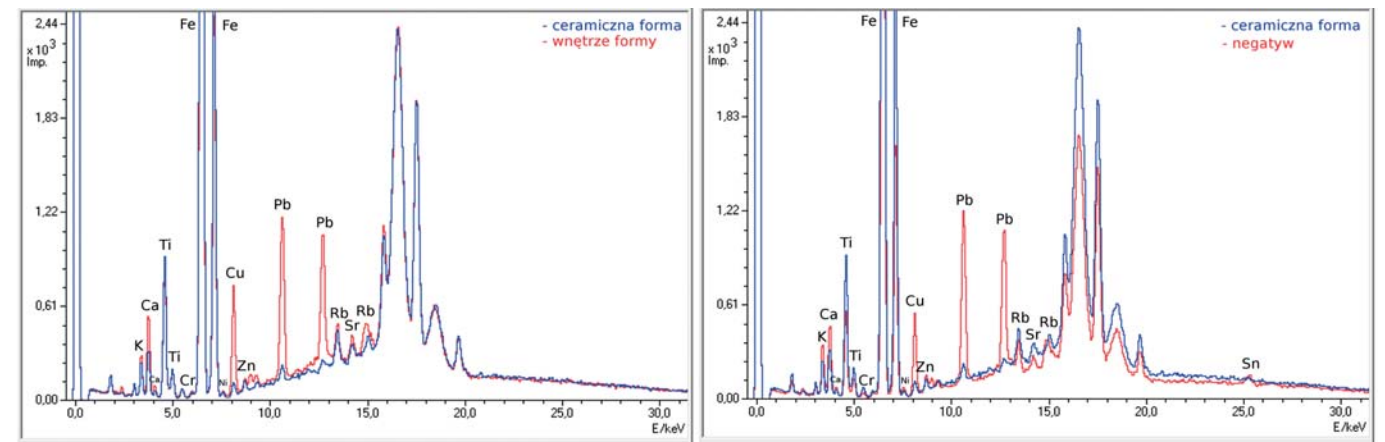 2,44
x10³
Imp.
1,83
1,22
0,61
0,00
Fe
Fe
- ceramiczna forma
- wnętrze formy
Pb
Pb
Ti
Cu
Ca
K
Ca
Ti
Cr
Ni
Zn
Rb
Sr
Rb
0,0
5,0
10,0
15,0
20,0
25,0
30,0
E/keV
2,44
x10³
Imp.
1,83
1,22
0,61
0,00
Fe
Fe
- ceramiczna forma
- negatyw
Pb
Pb
Ti
Cu
Ca
K
Ca
Ti
Cr
Ni
Zn
Rb
Sr
Rb
Sn
0,0
5,0
10,0
15,0
20,0
25,0
30,0
E/keV